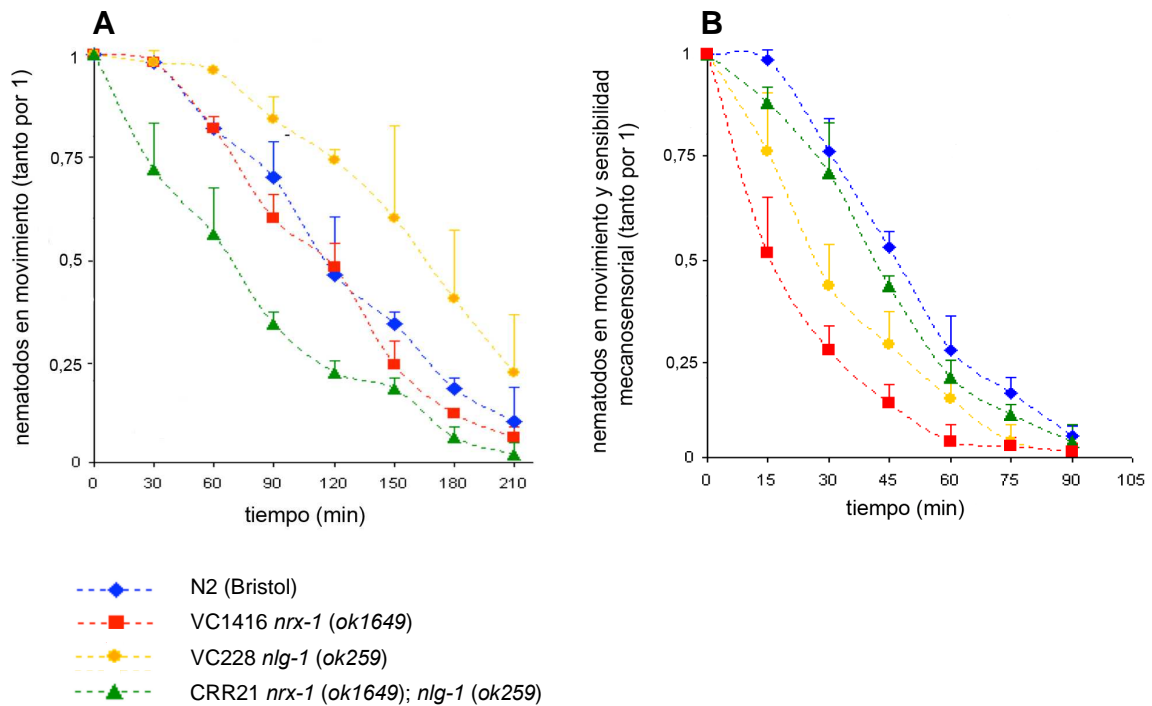 A
B
nematodos en movimiento (tanto por 1)
1
0,75
0,5
0,25
0
0 30 60 90 120 150 180 210
tiempo (min)
nematodos en movimiento y sensibilidad
mecanosensorial (tanto por 1)
1
0,75
0,5
0,25
0
0 15 30 45 60 75 90 105
tiempo (min)
N2 (Bristol)
VC1416 nrx-1 (ok1649)
VC228 nlg-1 (ok259)
CRR21 nrx-1 (ok1649); nlg-1 (ok259)